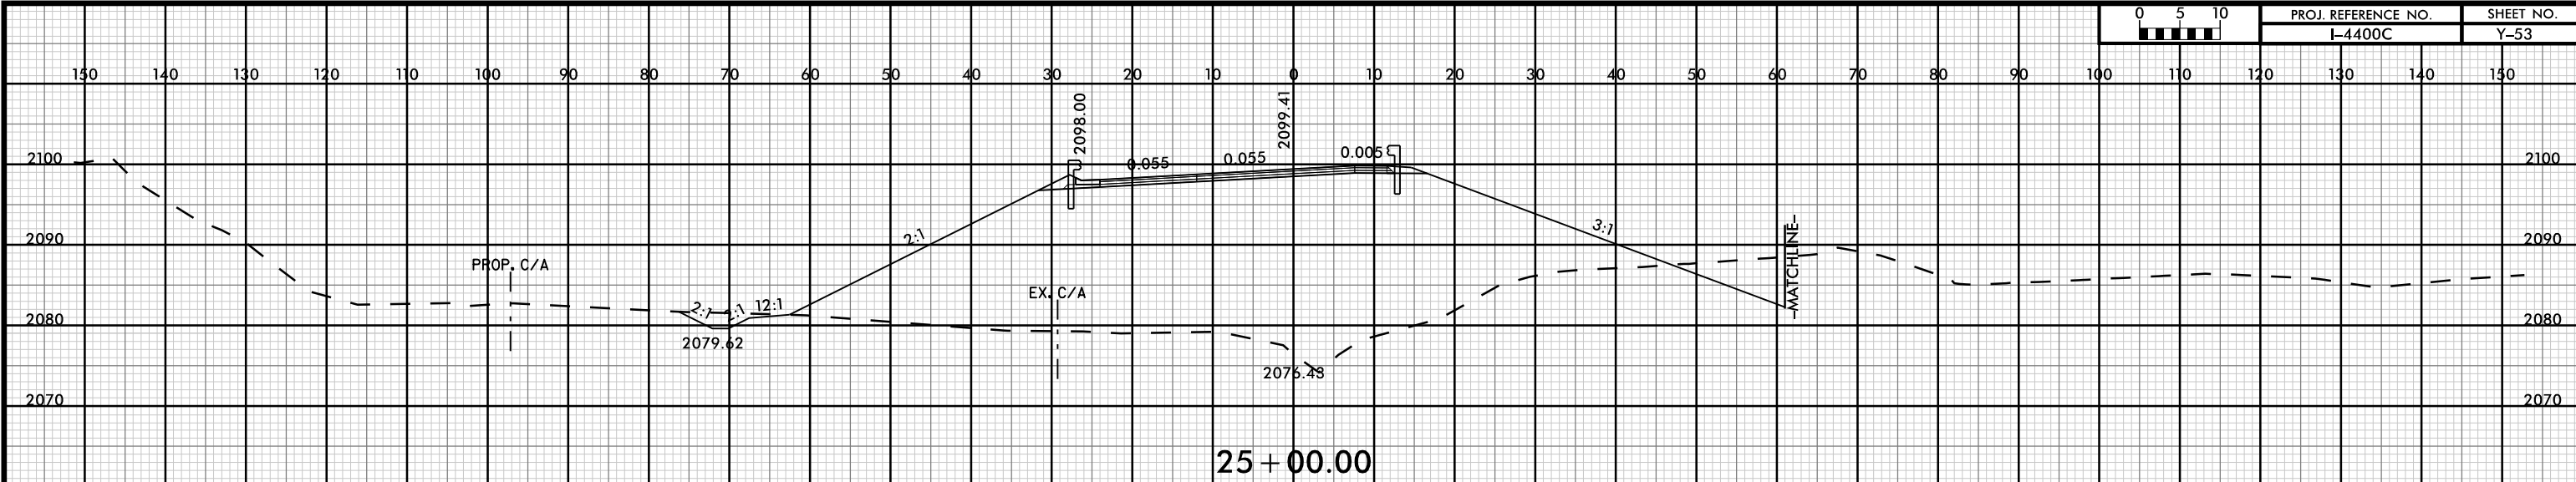 0 5 10
PROJ. REFERENCE NO. SHEET NO.
I-4400C Y-53
150 140 130 120 110 100 90 80 70 60 50 40 30 20 10 0 10 20 30 40 50 60 70 80 90 100 110 120 130 140 150
2098.00
2099.41
2100 0.055 0.055 0.005 2100
2:1 3:1
2090 2090
-MATCHLINE-
PROP. C/A
EX. C/A
2:1 2:1 12:1
2080 2080
2079.62
2076.43
2070 2070
25+00.00